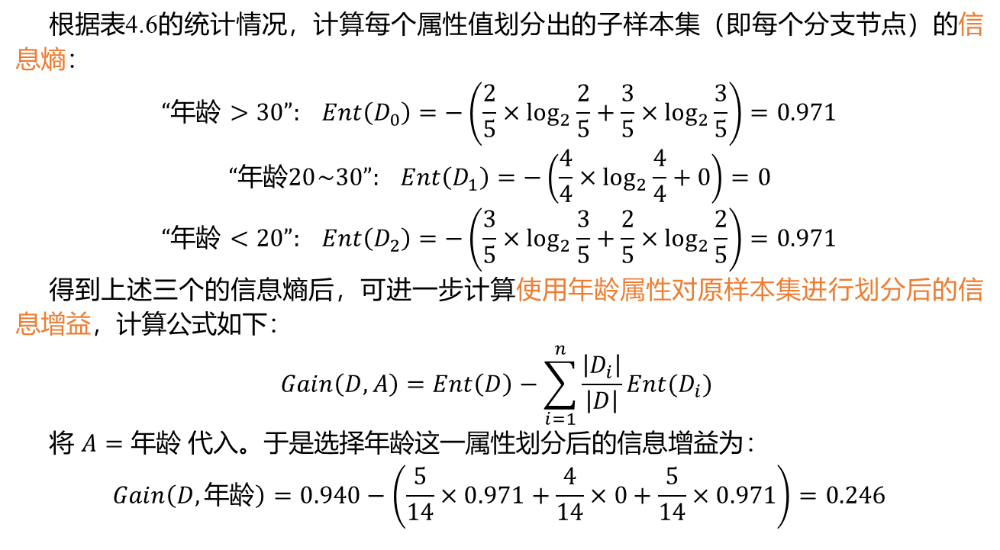 根据表4.6的统计情况，计算每个属性值划分出的子样本集（即每个分支节点）的信
息熵：
“年龄 > 30”： Ent(D₀) = −(2/5 × log₂ 2/5 + 3/5 × log₂ 3/5) = 0.971
“年龄20~30”： Ent(D₁) = −(4/4 × log₂ 4/4 + 0) = 0
“年龄 < 20”： Ent(D₂) = −(3/5 × log₂ 3/5 + 2/5 × log₂ 2/5) = 0.971
得到上述三个的信息熵后，可进一步计算使用年龄属性对原样本集进行划分后的信
息增益，计算公式如下：
Gain(D, A) = Ent(D) − ∑_{i=1}^{n} |Dᵢ|/|D| Ent(Dᵢ)
将 A = 年龄 代入。于是选择年龄这一属性划分后的信息增益为：
Gain(D, 年龄) = 0.940 − (5/14 × 0.971 + 4/14 × 0 + 5/14 × 0.971) = 0.246